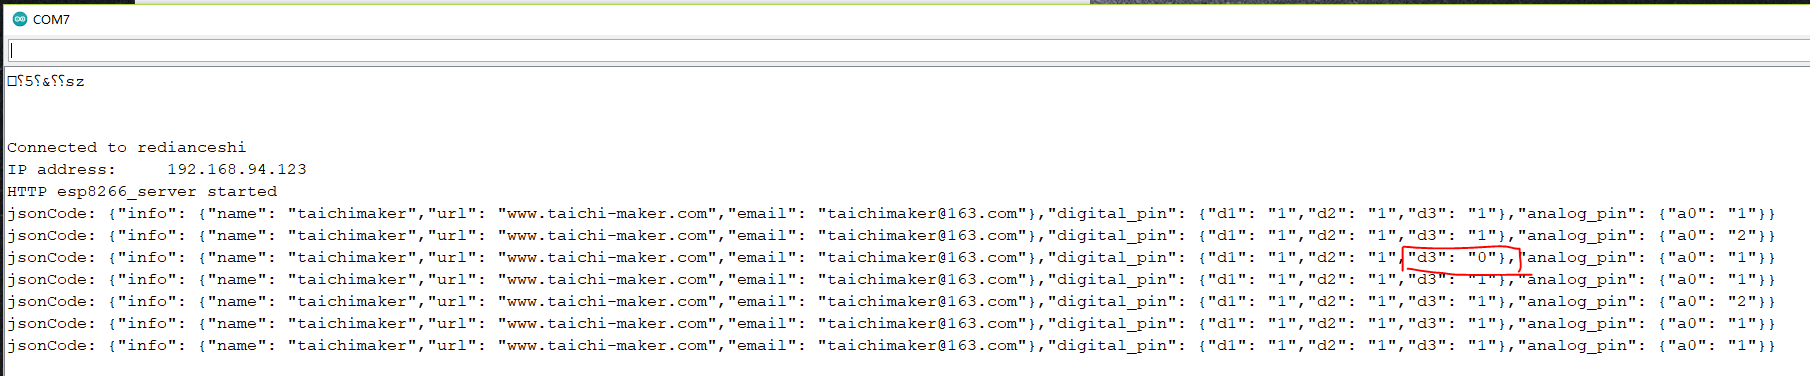 COM7
□⸮5⸮&⸮⸮sz
Connected to redianceshi
IP address:     192.168.94.123
HTTP esp8266_server started
jsonCode: {"info": {"name": "taichimaker","url": "www.taichi-maker.com","email": "taichimaker@163.com"},"digital_pin": {"d1": "1","d2": "1","d3": "1"},"analog_pin": {"a0": "1"}}
jsonCode: {"info": {"name": "taichimaker","url": "www.taichi-maker.com","email": "taichimaker@163.com"},"digital_pin": {"d1": "1","d2": "1","d3": "1"},"analog_pin": {"a0": "2"}}
jsonCode: {"info": {"name": "taichimaker","url": "www.taichi-maker.com","email": "taichimaker@163.com"},"digital_pin": {"d1": "1","d2": "1","d3": "0"},"analog_pin": {"a0": "1"}}
jsonCode: {"info": {"name": "taichimaker","url": "www.taichi-maker.com","email": "taichimaker@163.com"},"digital_pin": {"d1": "1","d2": "1","d3": "1"},"analog_pin": {"a0": "1"}}
jsonCode: {"info": {"name": "taichimaker","url": "www.taichi-maker.com","email": "taichimaker@163.com"},"digital_pin": {"d1": "1","d2": "1","d3": "1"},"analog_pin": {"a0": "2"}}
jsonCode: {"info": {"name": "taichimaker","url": "www.taichi-maker.com","email": "taichimaker@163.com"},"digital_pin": {"d1": "1","d2": "1","d3": "1"},"analog_pin": {"a0": "1"}}
jsonCode: {"info": {"name": "taichimaker","url": "www.taichi-maker.com","email": "taichimaker@163.com"},"digital_pin": {"d1": "1","d2": "1","d3": "1"},"analog_pin": {"a0": "1"}}